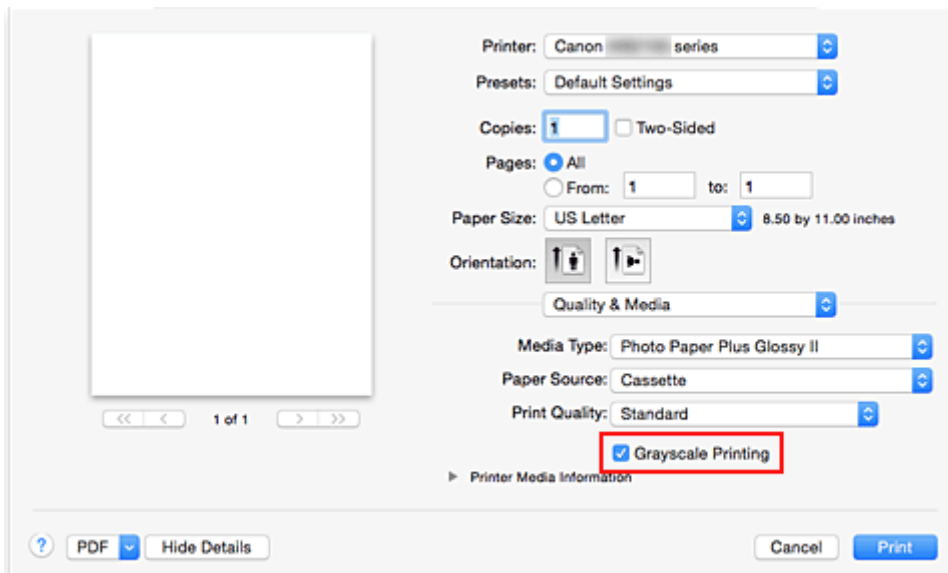 Printer: Canon series
Presets: Default Settings
Copies: 1 Two-Sided
Pages: All
From: 1 to: 1
Paper Size: US Letter 8.50 by 11.00 inches
Orientation:
Quality & Media
Media Type: Photo Paper Plus Glossy II
Paper Source: Cassette
1 of 1 Print Quality: Standard
Grayscale Printing
Printer Media Information
? PDF Hide Details Cancel Print